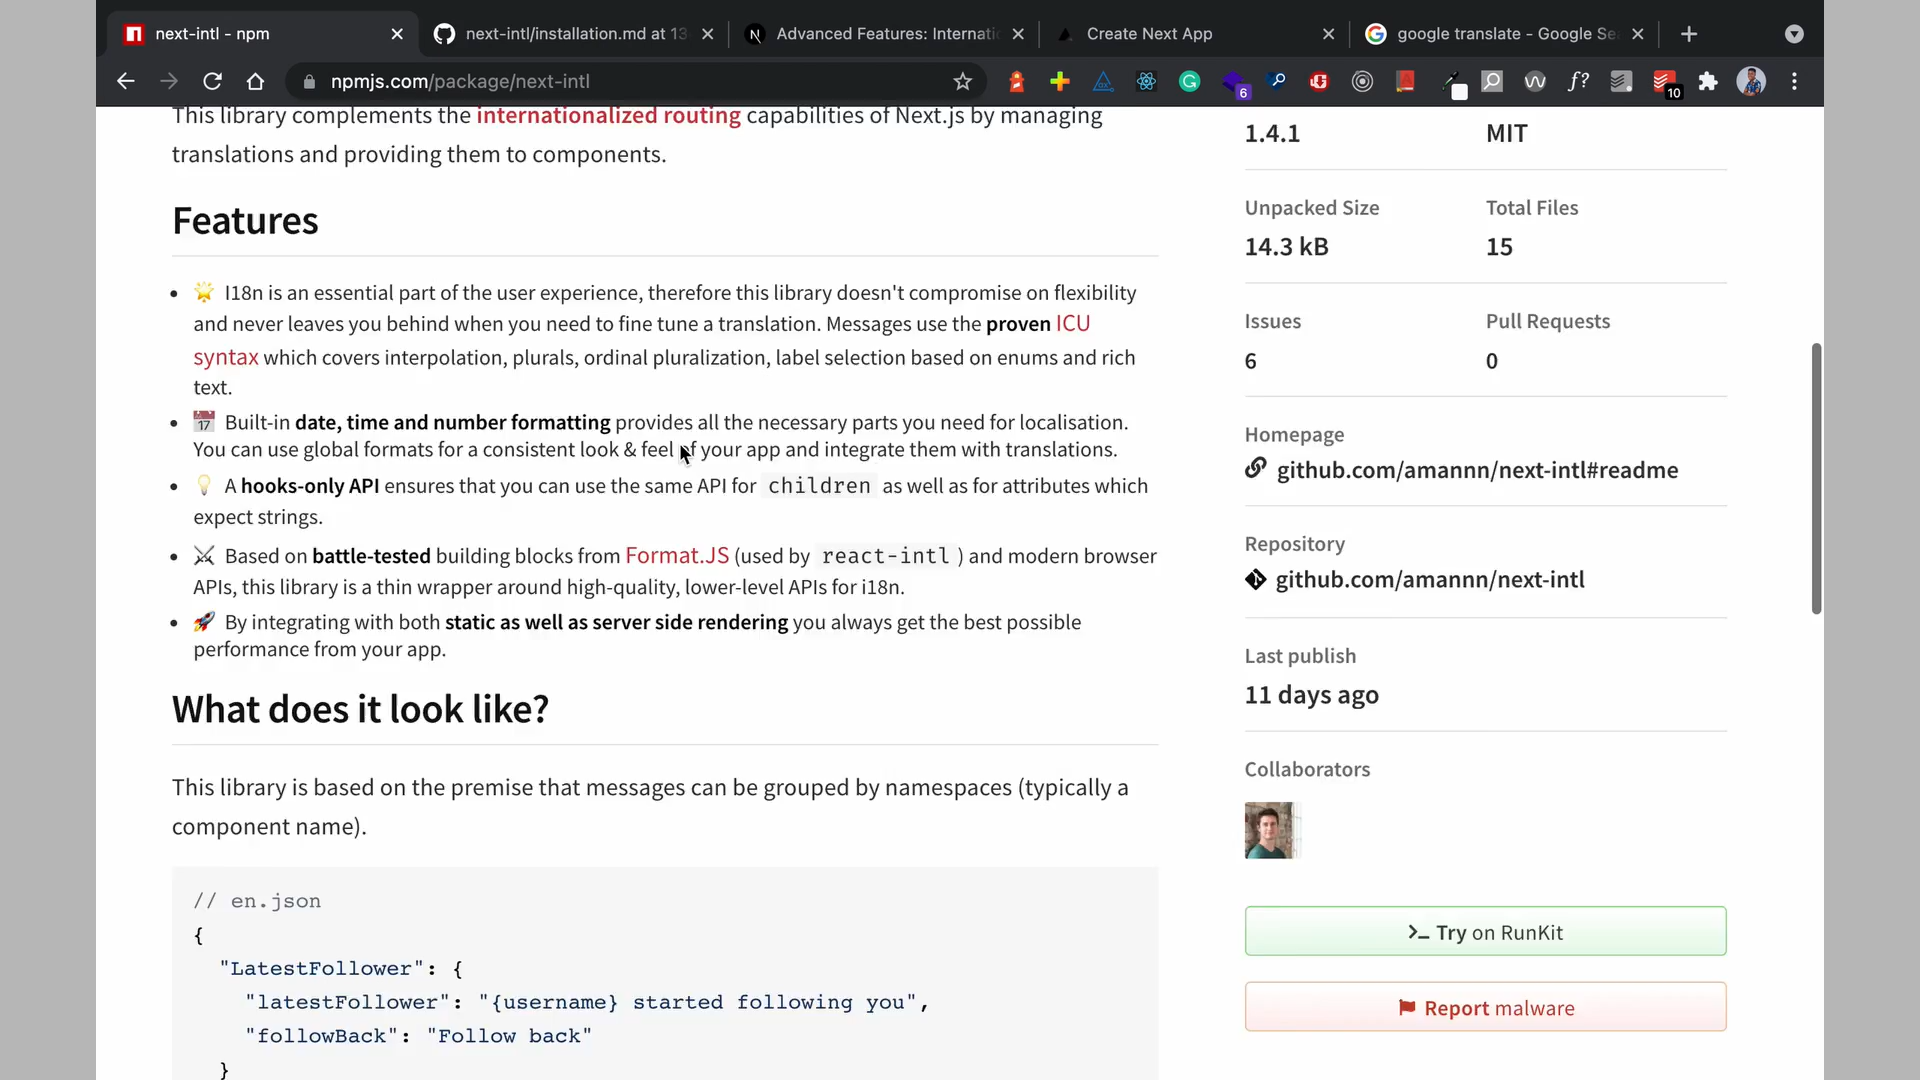 next-intl - npm
next-intl/installation.md at 13
Advanced Features: Internati
Create Next App
google translate - Google Se
npmjs.com/package/next-intl
6
10
This library complements the internationalized routing capabilities of Next.js by managing
translations and providing them to components.
Features
I18n is an essential part of the user experience, therefore this library doesn't compromise on flexibility
and never leaves you behind when you need to fine tune a translation. Messages use the proven ICU
syntax which covers interpolation, plurals, ordinal pluralization, label selection based on enums and rich
text.
17 Built-in date, time and number formatting provides all the necessary parts you need for localisation.
You can use global formats for a consistent look & feel of your app and integrate them with translations.
A hooks-only API ensures that you can use the same API for children as well as for attributes which
expect strings.
Based on battle-tested building blocks from Format.JS (used by react-intl ) and modern browser
APIs, this library is a thin wrapper around high-quality, lower-level APIs for i18n.
By integrating with both static as well as server side rendering you always get the best possible
performance from your app.
What does it look like?
This library is based on the premise that messages can be grouped by namespaces (typically a
component name).
// en.json
{
"LatestFollower": {
"latestFollower": "{username} started following you",
"followBack": "Follow back"
}
1.4.1
MIT
Unpacked Size
Total Files
14.3 kB
15
Issues
Pull Requests
6
0
Homepage
github.com/amannn/next-intl#readme
Repository
github.com/amannn/next-intl
Last publish
11 days ago
Collaborators
Try on RunKit
Report malware